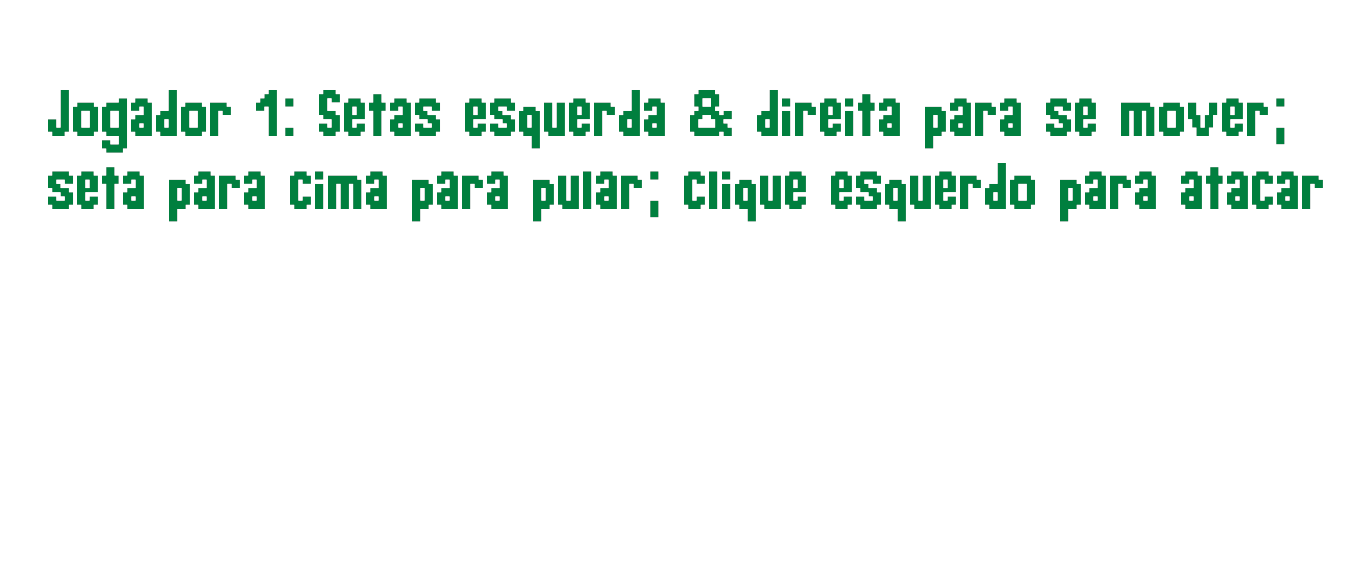 Jogador 1: Setas esquerda & direita para se mover;
seta para cima para pular; clique esquerdo para atacar